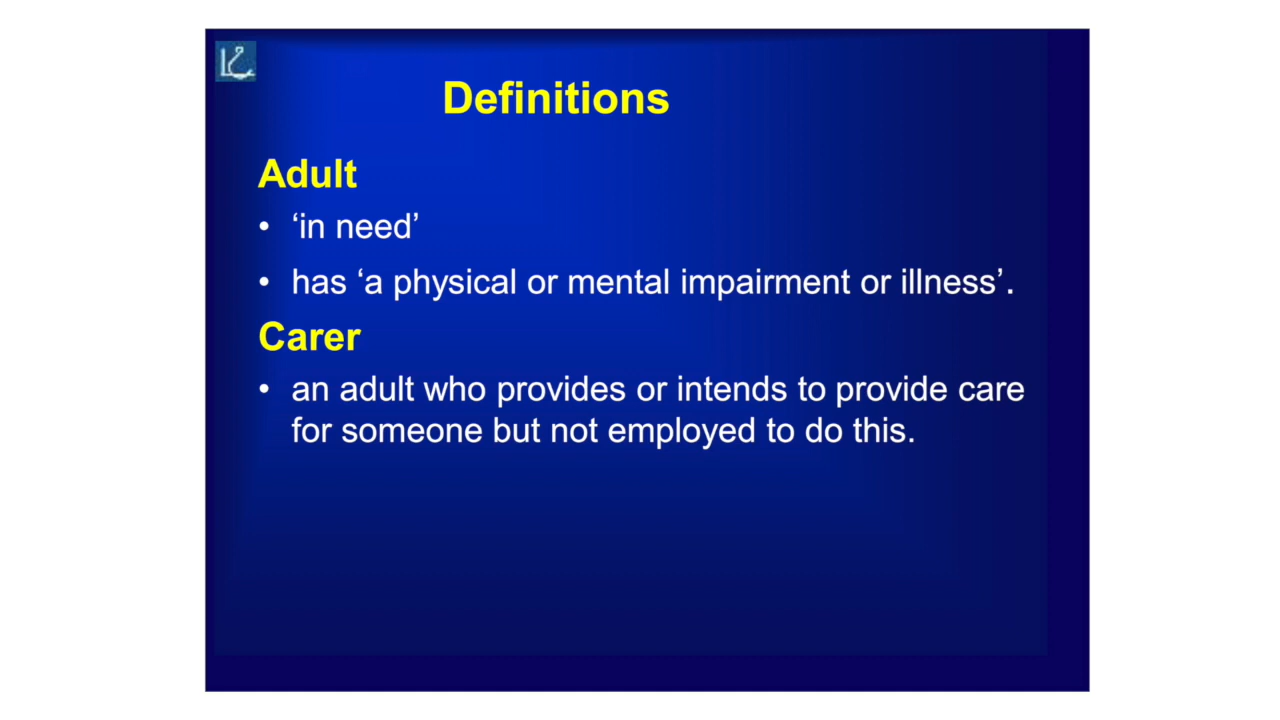 Definitions
Adult
• ‘in need’
• has ‘a physical or mental impairment or illness’.
Carer
• an adult who provides or intends to provide care
for someone but not employed to do this.